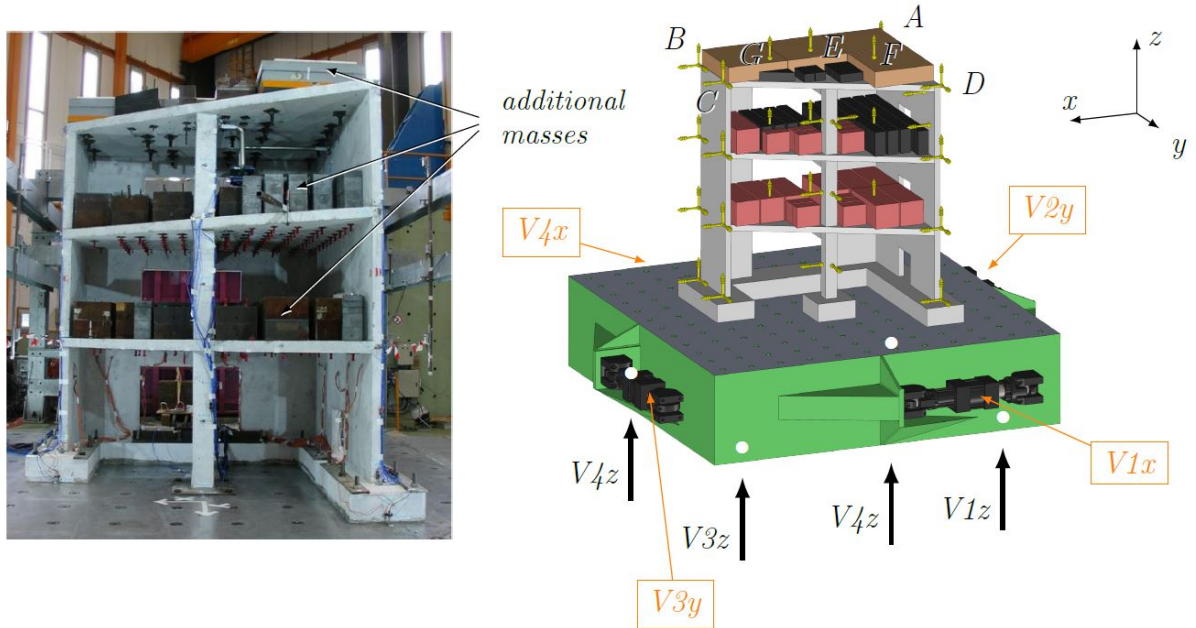 additional
masses
A
B
G
E
F
C
D
z
x
y
V4x
V2y
V1x
V4z
V3z
V4z
V1z
V3y